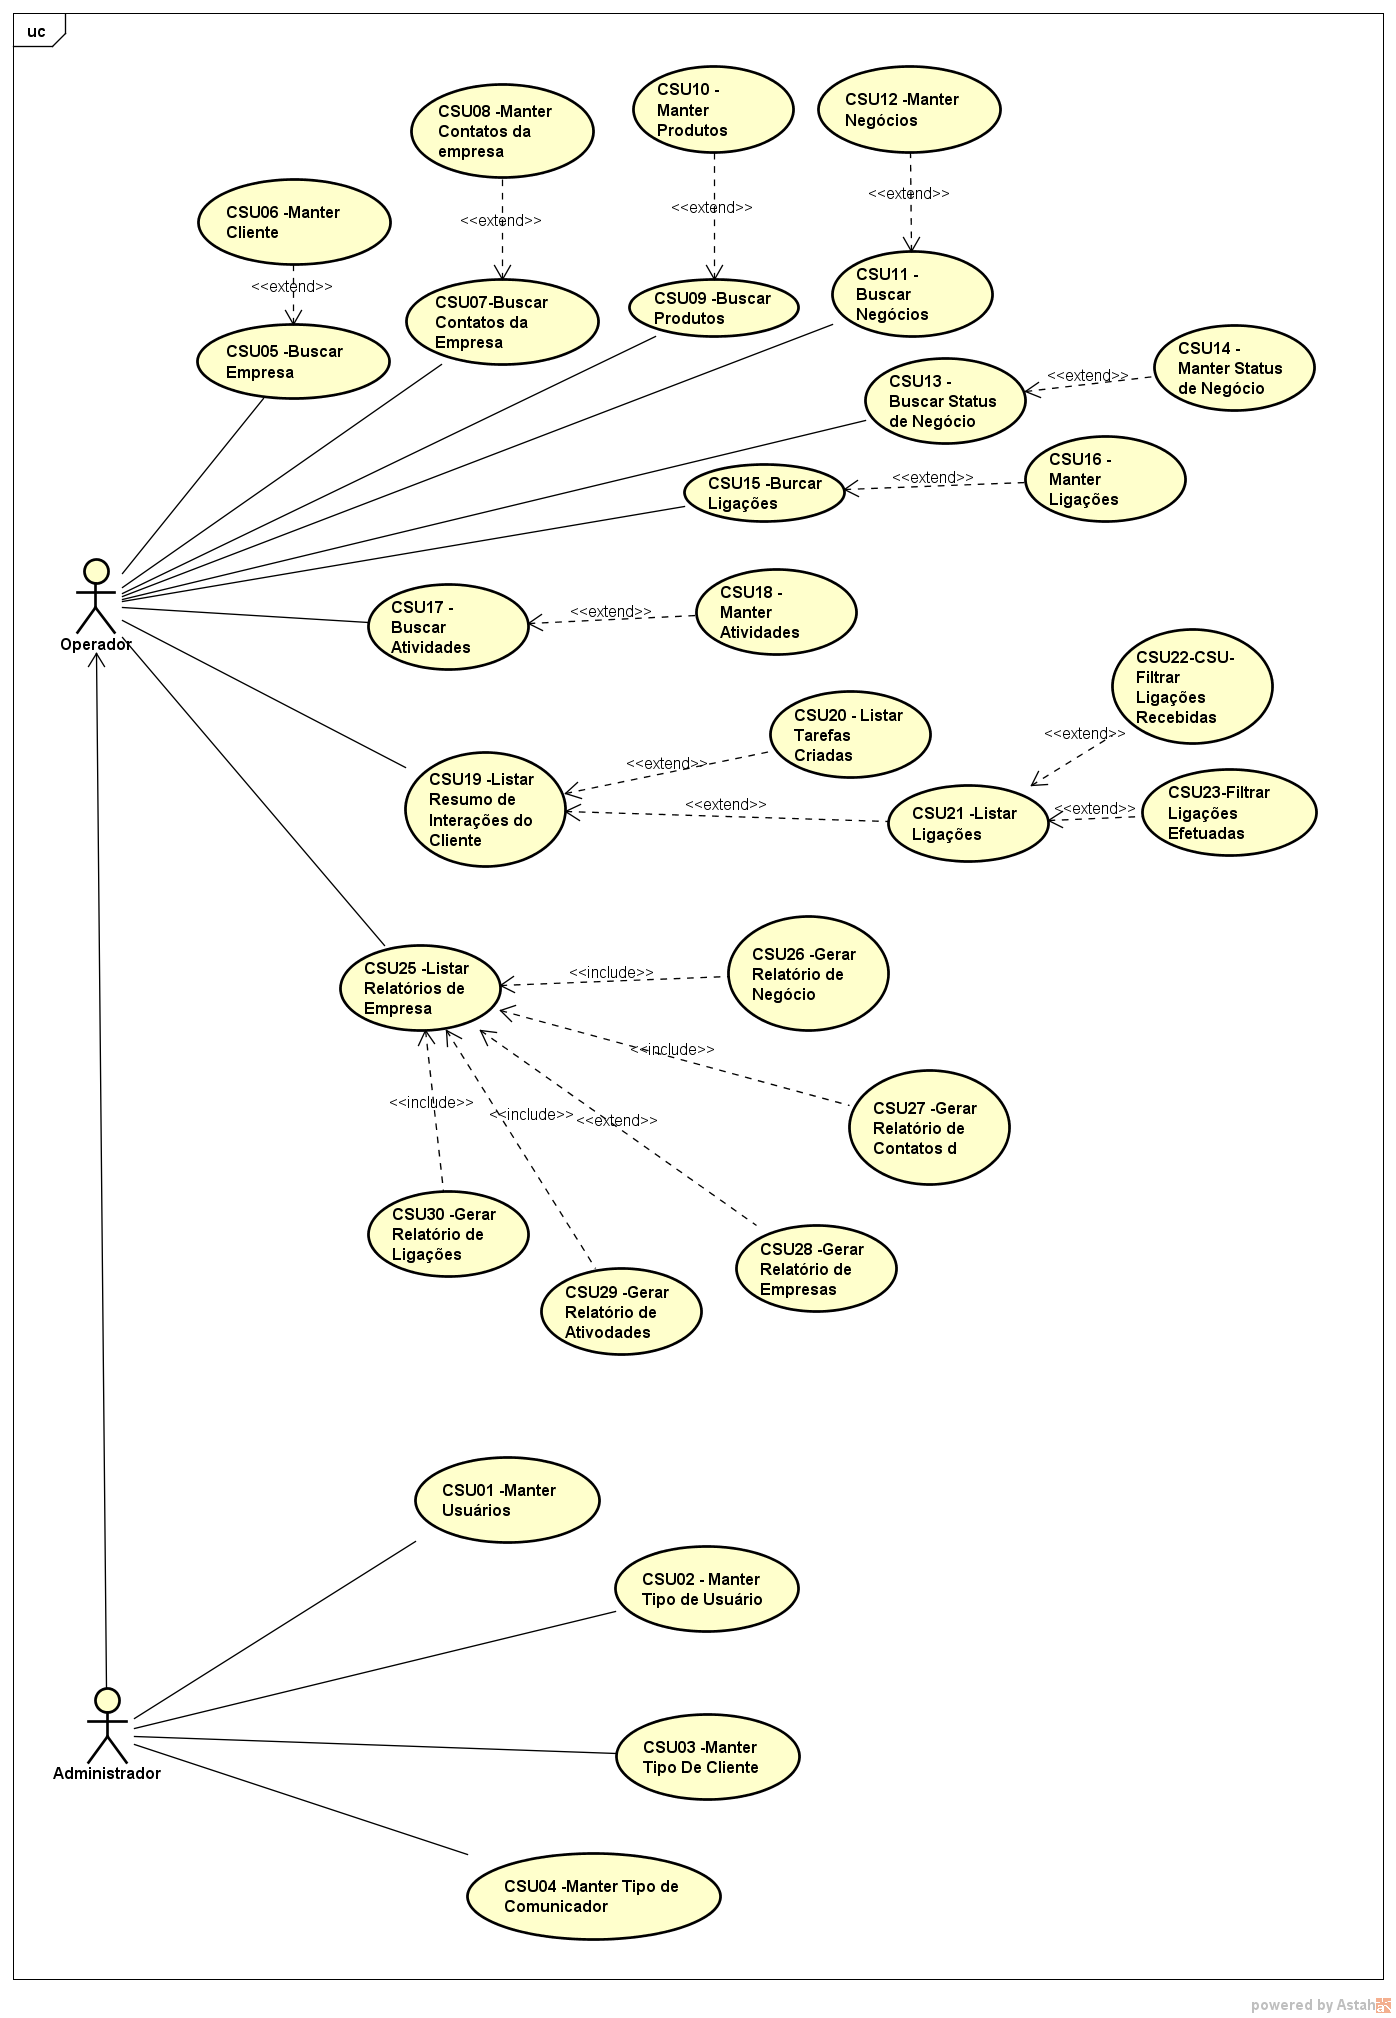 uc
CSU10 -
Manter
Produtos
CSU12 -Manter
Negócios
CSU08 -Manter
Contatos da
empresa
<<extend>>
<<extend>>
<<extend>>
CSU06 -Manter
Cliente
<<extend>>
CSU11 -
Buscar
Negócios
CSU07-Buscar
Contatos da
Empresa
CSU09 -Buscar
Produtos
CSU05 -Buscar
Empresa
CSU14 -
Manter Status
de Negócio
<<extend>>
CSU13 -
Buscar Status
de Negócio
CSU16 -
Manter
Ligações
<<extend>>
CSU15 -Burcar
Ligações
Operador
CSU17 -
Buscar
Atividades
<<extend>>
CSU18 -
Manter
Atividades
CSU22-CSU-
Filtrar
Ligações
Recebidas
<<extend>>
CSU20 - Listar
Tarefas
Criadas
<<extend>>
CSU19 -Listar
Resumo de
Interações do
Cliente
<<extend>>
CSU21 -Listar
Ligações
<<extend>>
CSU23-Filtrar
Ligações
Efetuadas
CSU25 -Listar
Relatórios de
Empresa
<<include>>
CSU26 -Gerar
Relatório de
Negócio
<<include>>
CSU27 -Gerar
Relatório de
Contatos d
<<include>>
<<include>>
<<extend>>
CSU30 -Gerar
Relatório de
Ligações
CSU28 -Gerar
Relatório de
Empresas
CSU29 -Gerar
Relatório de
Ativodades
CSU01 -Manter
Usuários
CSU02 - Manter
Tipo de Usuário
CSU03 -Manter
Tipo De Cliente
Administrador
CSU04 -Manter Tipo de
Comunicador
powered by Astah